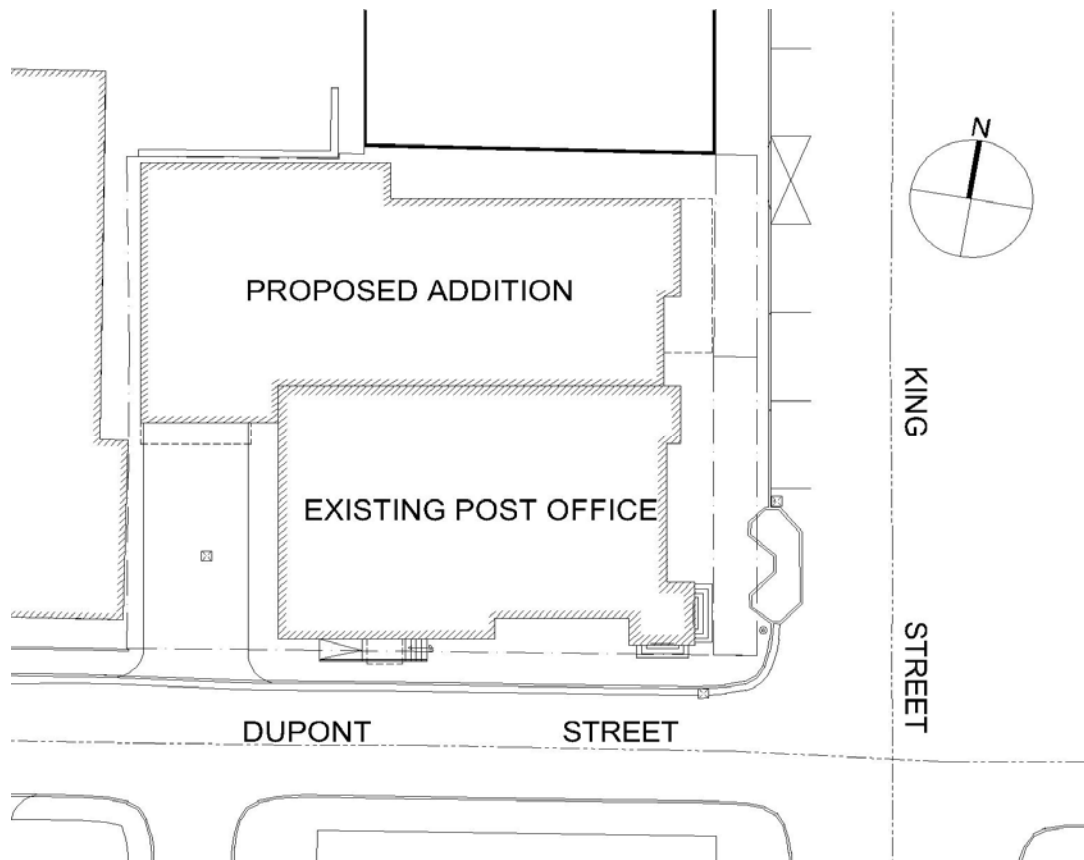 N
PROPOSED ADDITION
KING
EXISTING POST OFFICE
STREET
DUPONT STREET